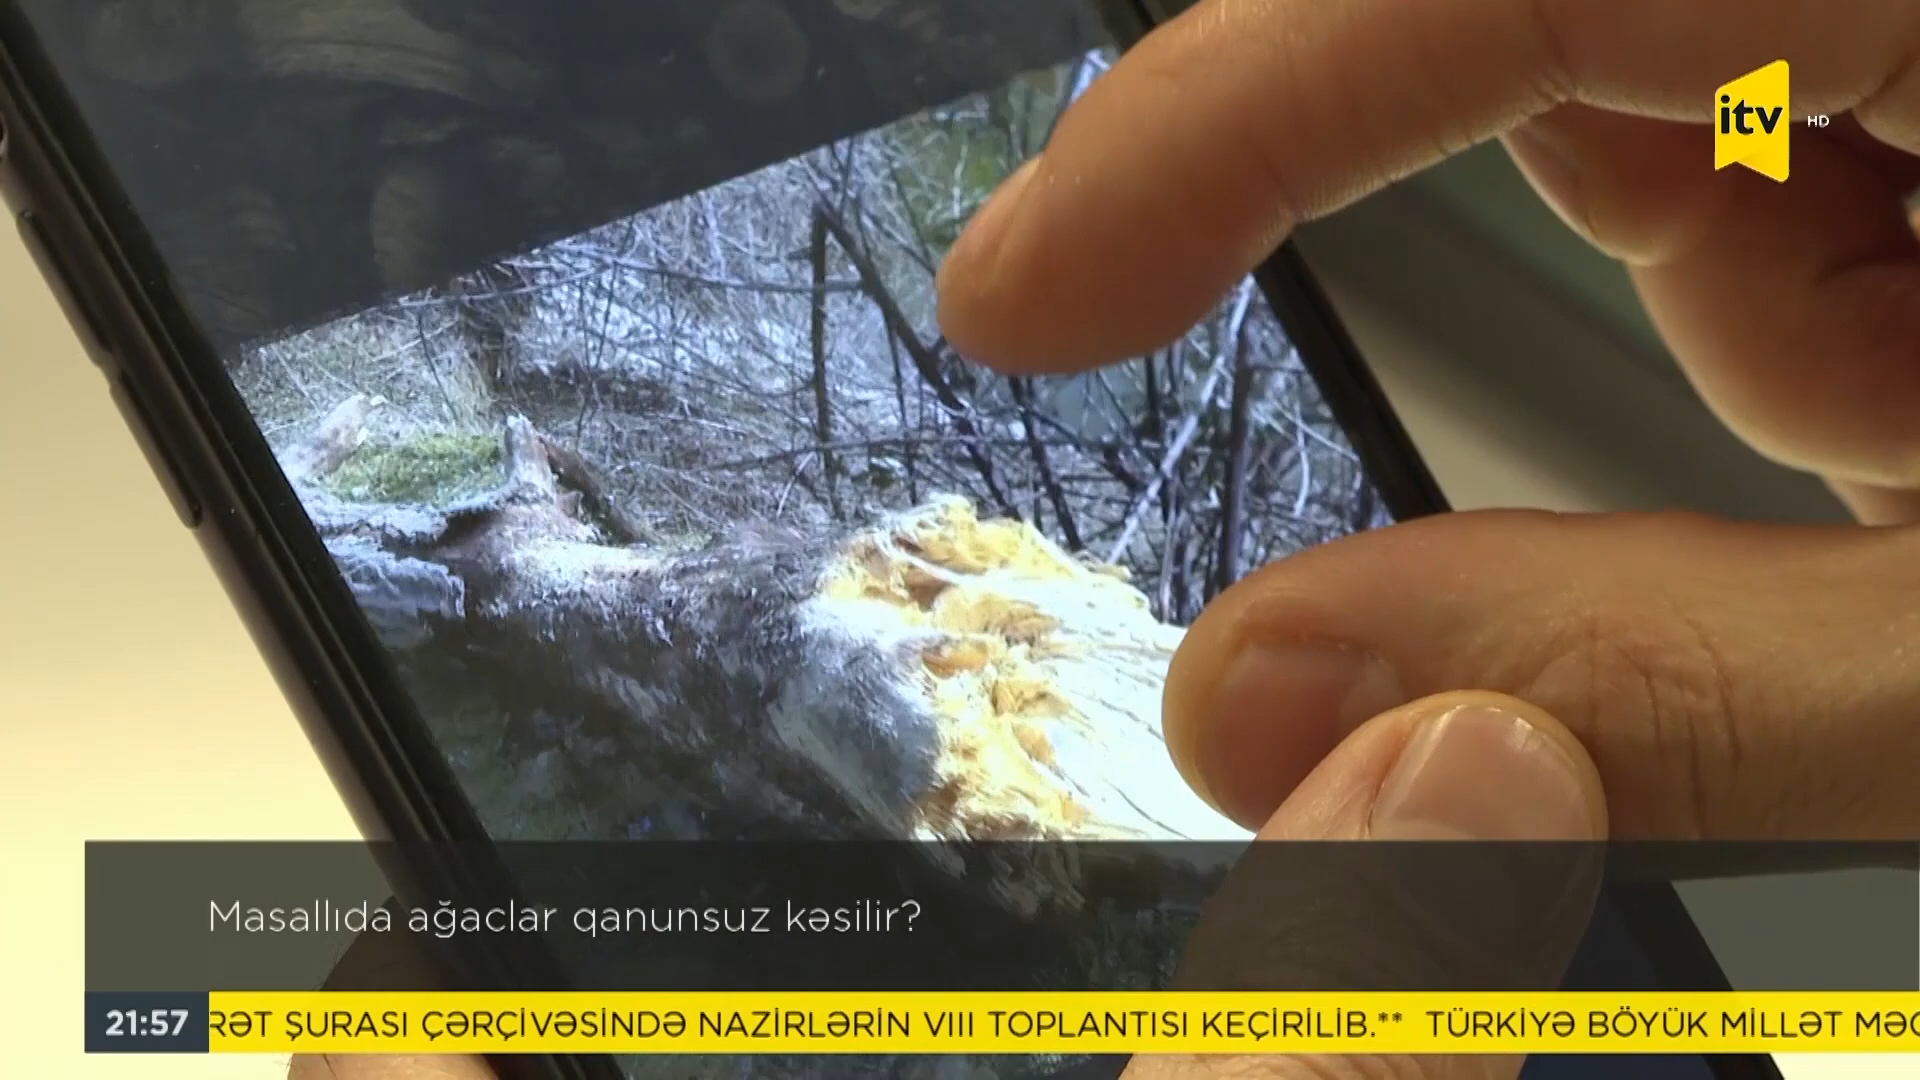 itv HD
Masallıda ağaclar qanunsuz kəsilir?
21:57 RƏT ŞURASI ÇƏRÇİVƏSİNDƏ NAZİRLƏRİN VIII TOPLANTISI KEÇİRİLİB.** TÜRKİYƏ BÖYÜK MİLLƏT